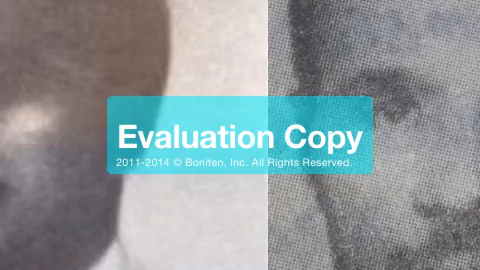 Evaluation Copy
2011-2014 © Boniten, Inc. All Rights Reserved.